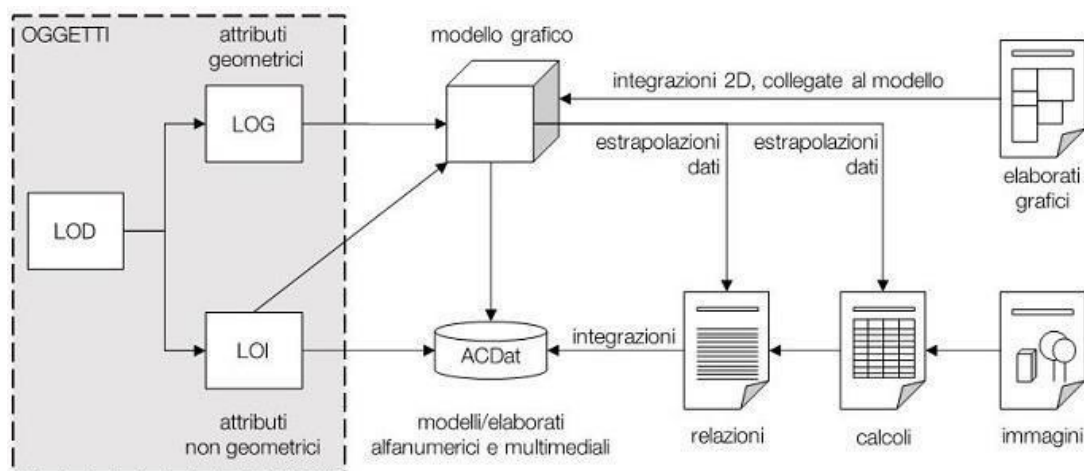 OGGETTI
attributi
geometrici
LOG
LOD
LOI
attributi
non geometrici
modello grafico
integrazioni 2D, collegate al modello
estrapolazioni
dati
estrapolazioni
dati
elaborati
grafici
ACDat
integrazioni
modelli/elaborati
alfanumerici e multimediali
relazioni
calcoli
immagini